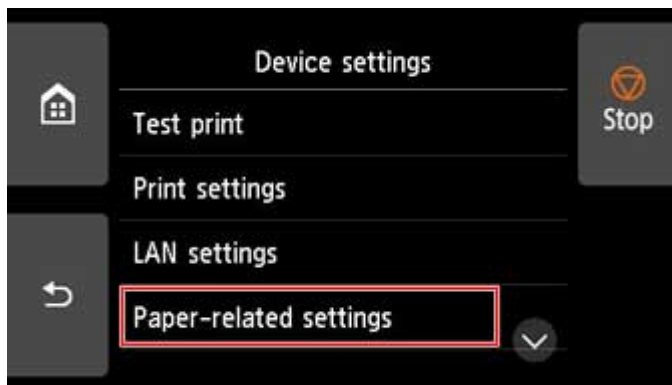 Device settings
Stop
Test print
Print settings
LAN settings
Paper-related settings